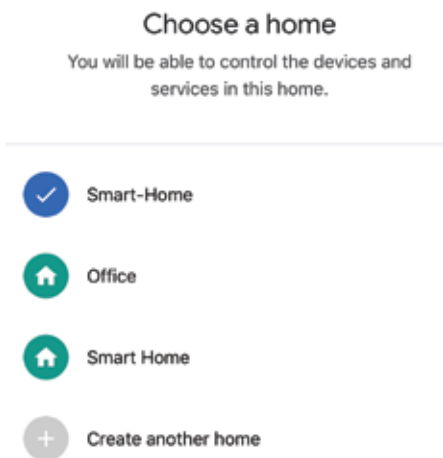 Choose a home
You will be able to control the devices and
services in this home.
Smart-Home
Office
Smart Home
Create another home